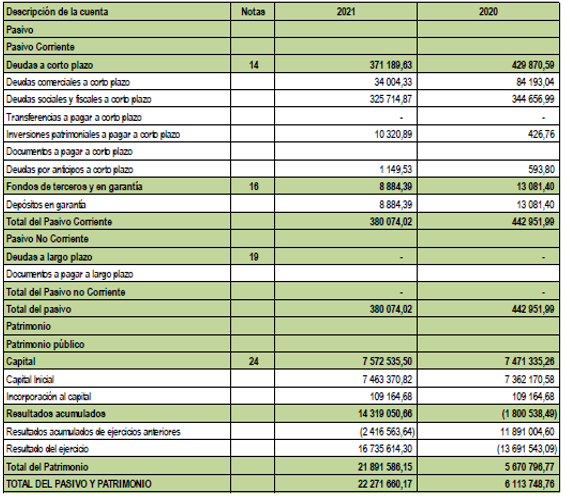 Descripción de la cuenta Notas 2021 2020
Pasivo
Pasivo Corriente
Deudas a corto plazo 14 371 189,63 429 870,59
Deudas comerciales a corto plazo 34 004,33 84 193,04
Deudas sociales y fiscales a corto plazo 325 714,87 344 656,99
Transferencias a pagar a corto plazo - -
Inversiones patrimoniales a pagar a corto plazo 10 320,89 426,76
Documentos a pagar a corto plazo
Deudas por anticipos a corto plazo 1 149,53 593,80
Fondos de terceros y en garantía 16 8 884,39 13 081,40
Depósitos en garantía 8 884,39 13 081,40
Total del Pasivo Corriente 380 074,02 442 951,99
Pasivo No Corriente
Deudas a largo plazo 19 - -
Documentos a pagar a largo plazo
Total del Pasivo no Corriente - -
Total del pasivo 380 074,02 442 951,99
Patrimonio
Patrimonio público
Capital 24 7 572 535,50 7 471 335,26
Capital Inicial 7 463 370,82 7 362 170,58
Incorporación al capital 109 164,68 109 164,68
Resultados acumulados 14 319 050,66 (1 800 538,49)
Resultados acumulados de ejercicios anteriores (2 416 563,64) 11 891 004,60
Resultado del ejercicio 16 735 614,30 (13 691 543,09)
Total del Patrimonio 21 891 586,15 5 670 796,77
TOTAL DEL PASIVO Y PATRIMONIO 22 271 660,17 6 113 748,76